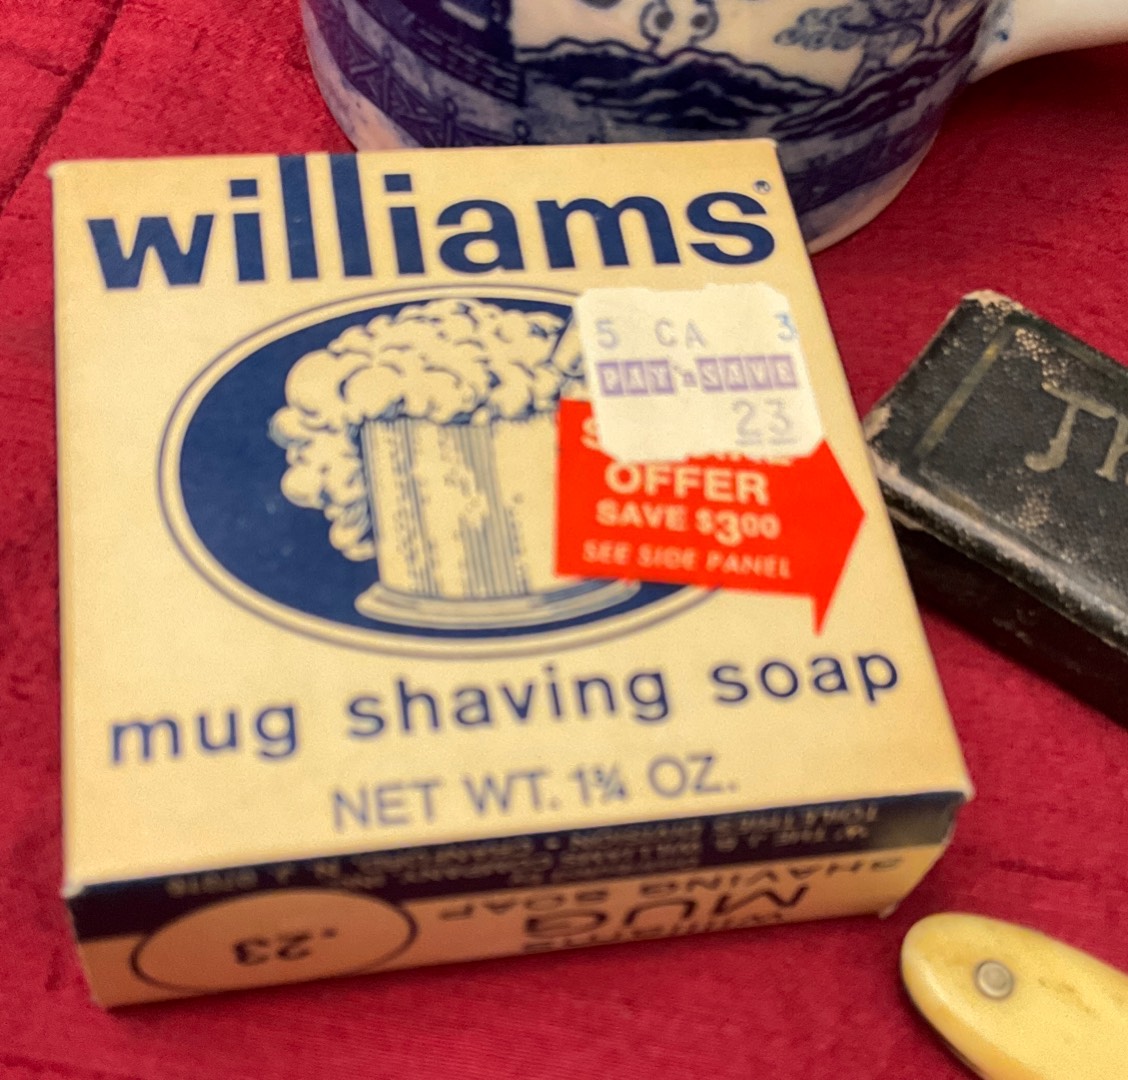 williams®
5 CA 3
PAY'n SAVE
23
OFFER
SAVE $3.00
SEE SIDE PANEL
mug shaving soap
NET WT. 1¾ OZ.
MUG
SHAVING SOAP
.23